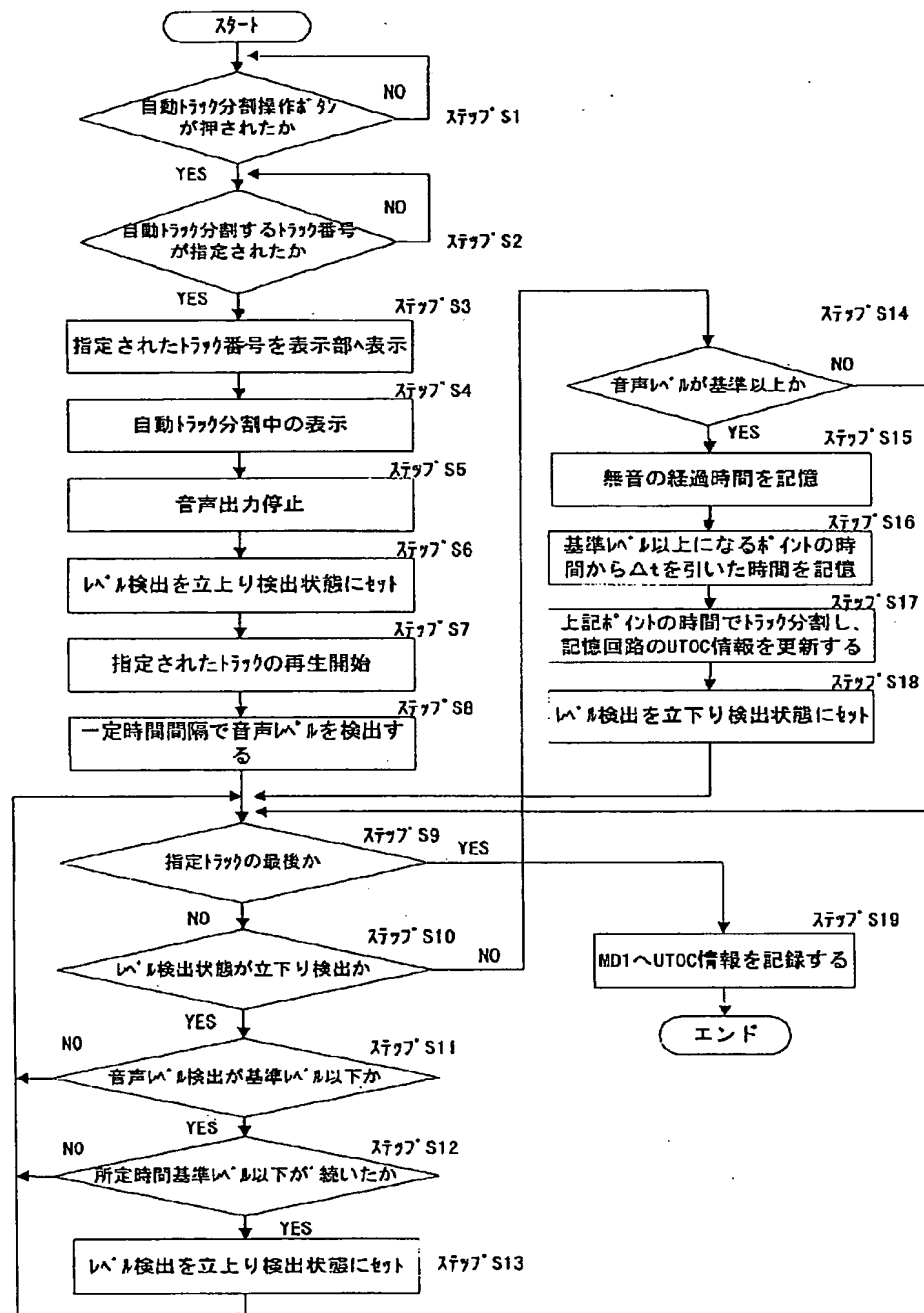 スタート
自動トラック分割操作ボタン
が押されたか
NO
ステップS1
YES
自動トラック分割するトラック番号
が指定されたか
NO
ステップS2
YES
ステップS3
指定されたトラック番号を表示部へ表示
ステップS4
自動トラック分割中の表示
ステップS5
音声出力停止
ステップS6
レベル検出を立上り検出状態にセット
ステップS7
指定されたトラックの再生開始
ステップS8
一定時間間隔で音声レベルを検出す
る
ステップS9
指定トラックの最後か
YES
NO
ステップS10
レベル検出状態が立下り検出か
NO
YES
ステップS11
NO
音声レベル検出が基準レベル以下か
YES
ステップS12
NO
所定時間基準レベル以下が続いたか
YES
レベル検出を立上り検出状態にセット
ステップS13
ステップS14
音声レベルが基準以上か
NO
YES
ステップS15
無音の経過時間を記憶
ステップS16
基準レベル以上になるポイントの時
間からΔtを引いた時間を記憶
ステップS17
上記ポイントの時間でトラック分割し、
記憶回路のUTOC情報を更新する
ステップS18
レベル検出を立下り検出状態にセット
ステップS19
MD1へUTOC情報を記録する
エンド